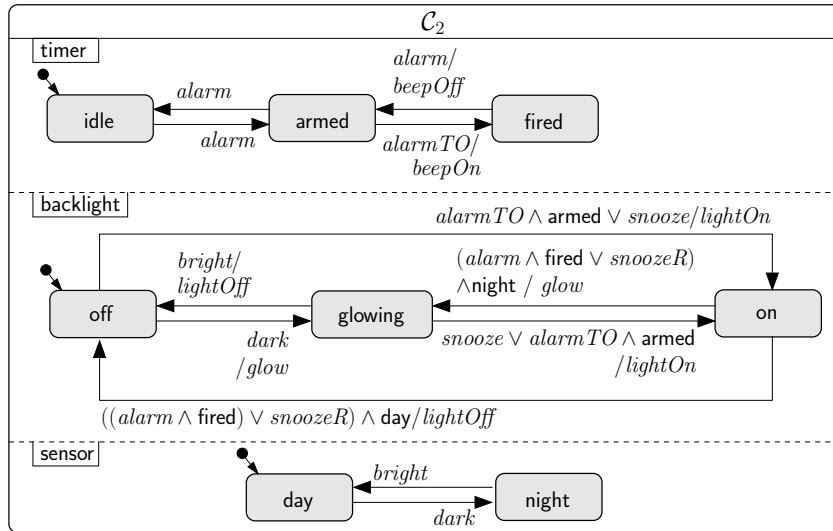 𝒞₂
timer
alarm
alarm
alarm/
beepOff
alarmTO/
beepOn
idle
armed
fired
backlight
alarmTO ∧ armed ∨ snooze/lightOn
bright/
lightOff
(alarm ∧ fired ∨ snoozeR)
∧night / glow
off
glowing
on
dark
/glow
snooze ∨ alarmTO ∧ armed
/lightOn
((alarm ∧ fired) ∨ snoozeR) ∧ day/lightOff
sensor
bright
day
night
dark